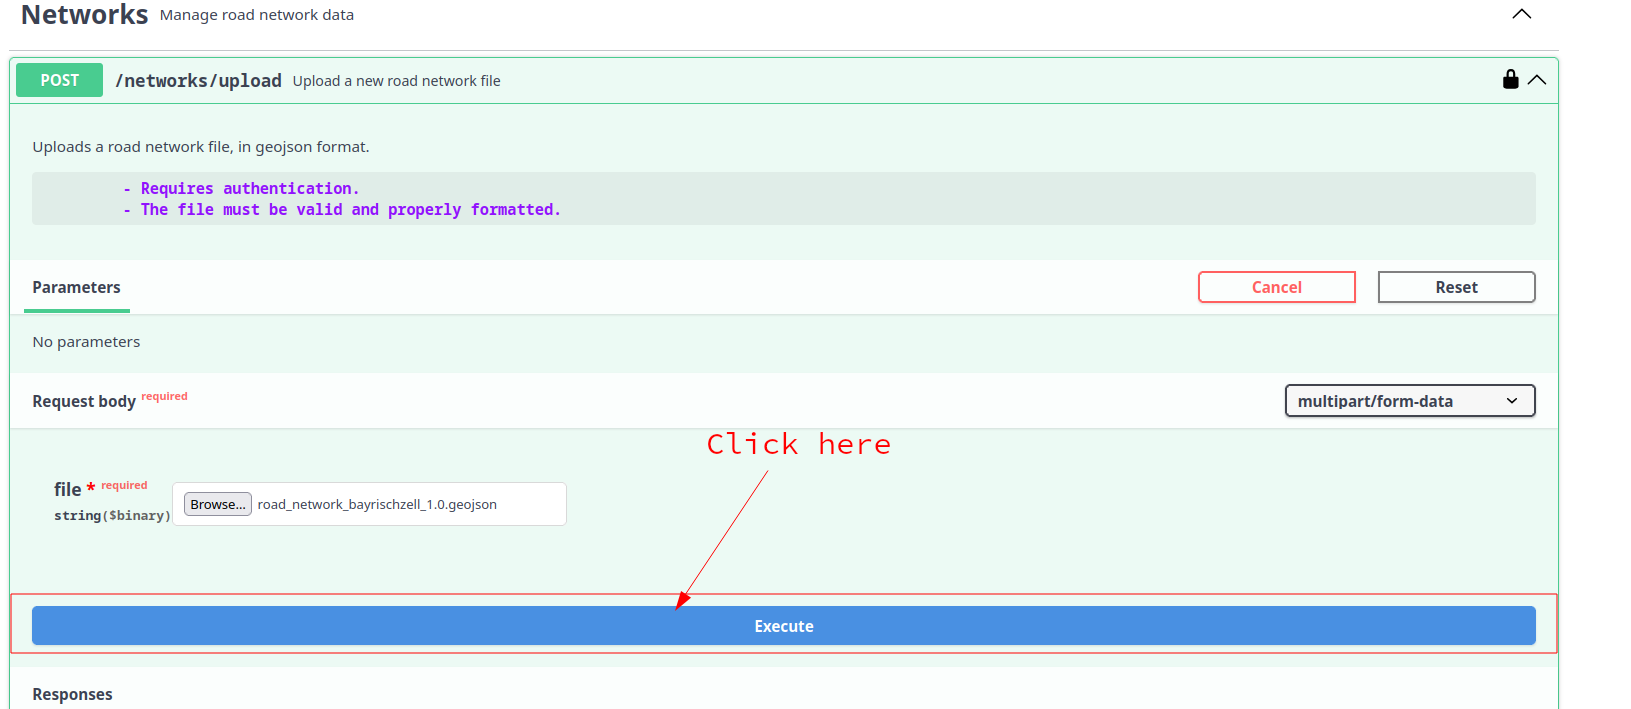 Networks Manage road network data
POST /networks/upload Upload a new road network file
Uploads a road network file, in geojson format.
- Requires authentication.
- The file must be valid and properly formatted.
Parameters Cancel Reset
No parameters
Request body required multipart/form-data
Click here
file * required
string($binary) Browse... road_network_bayrischzell_1.0.geojson
Execute
Responses